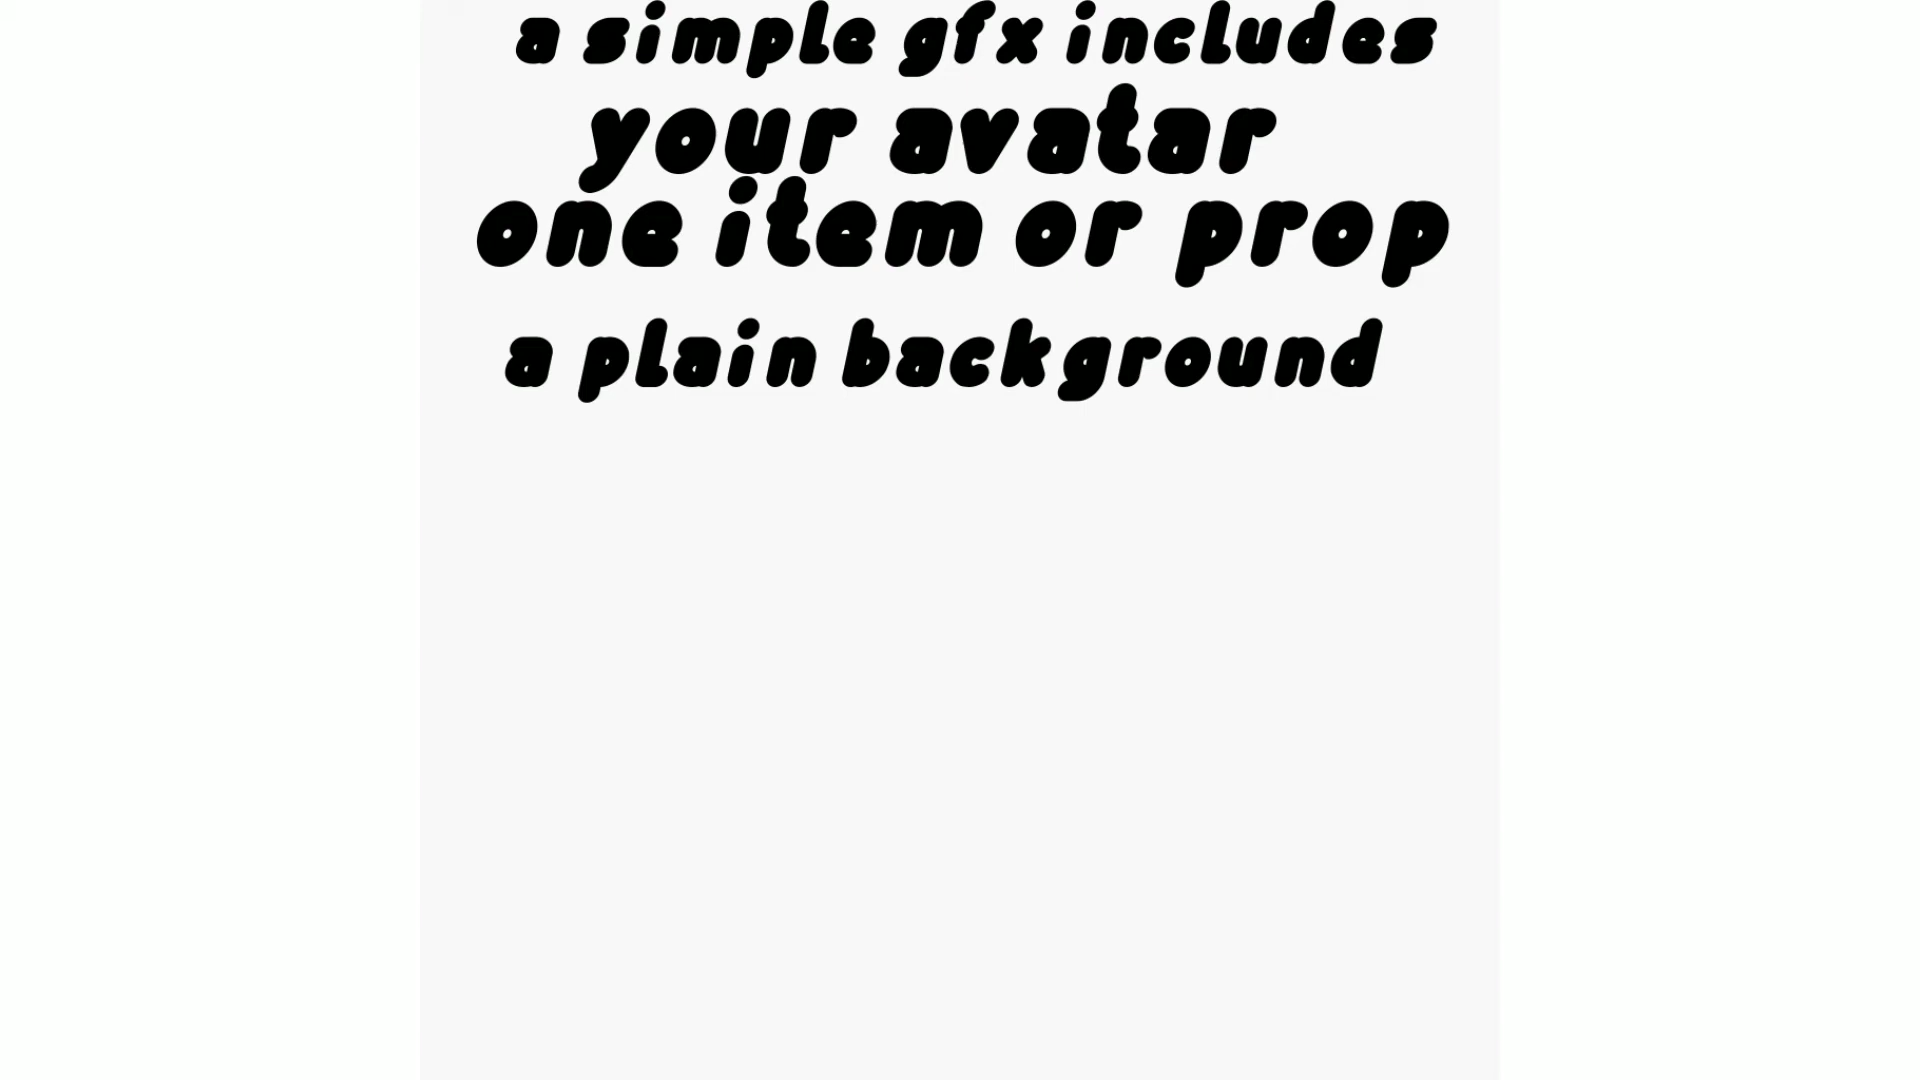 a simple gfx includes
your avatar
one item or prop
a plain background